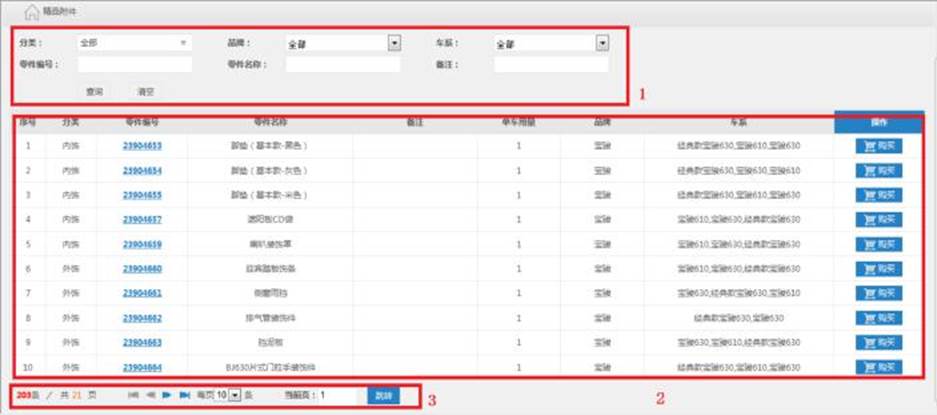 精品附件
分类： 全部 品牌： 全部 车系： 全部
零件编号： 零件名称： 备注：
查询 清空
1
序号 分类 零件编号 零件名称 备注 单车用量 品牌 车系 操作
1 内饰 23904653 脚垫（基本款-黑色） 1 宝骏 经典款宝骏630,宝骏610,宝骏630 购买
2 内饰 23904654 脚垫（基本款-灰色） 1 宝骏 经典款宝骏630,宝骏630,宝骏610 购买
3 内饰 23904655 脚垫（基本款-米色） 1 宝骏 经典款宝骏630,宝骏610,宝骏630 购买
4 内饰 23904657 遮阳板CD袋 1 宝骏 宝骏610,宝骏630,经典款宝骏630 购买
5 内饰 23904659 喇叭装饰罩 1 宝骏 宝骏610,宝骏630,经典款宝骏630 购买
6 外饰 23904660 迎宾踏板饰条 1 宝骏 宝骏610,宝骏630,经典款宝骏630 购买
7 外饰 23904661 侧窗雨挡 1 宝骏 宝骏630,经典款宝骏630,宝骏610 购买
8 外饰 23904662 排气管装饰件 1 宝骏 经典款宝骏630,宝骏630 购买
9 外饰 23904663 挡泥板 1 宝骏 宝骏630,宝骏610,经典款宝骏630 购买
10 外饰 23904664 BJ630片式门拉手装饰件 1 宝骏 宝骏630,经典款宝骏630 购买
203条 / 共 21 页 每页 10 条 当前页： 1 跳转
3 2